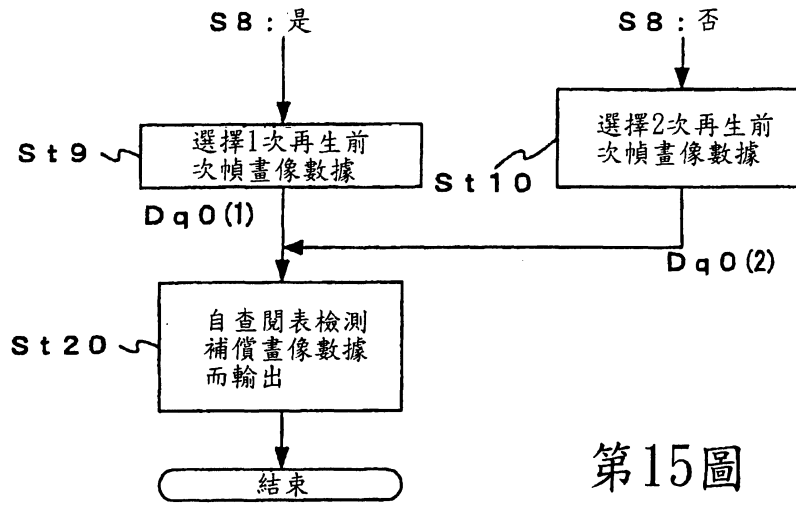 S8：是
S8：否
St9
選擇1次再生前
次幀畫像數據
選擇2次再生前
次幀畫像數據
St10
Dq0(1)
Dq0(2)
St20
自查閱表檢測
補償畫像數據
而輸出
結束
第15圖